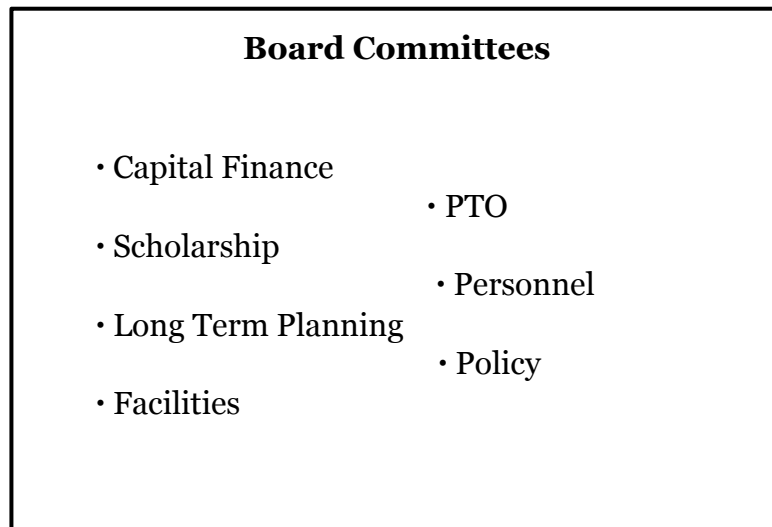 Board Committees
· Capital Finance
· PTO
· Scholarship
· Personnel
· Long Term Planning
· Policy
· Facilities